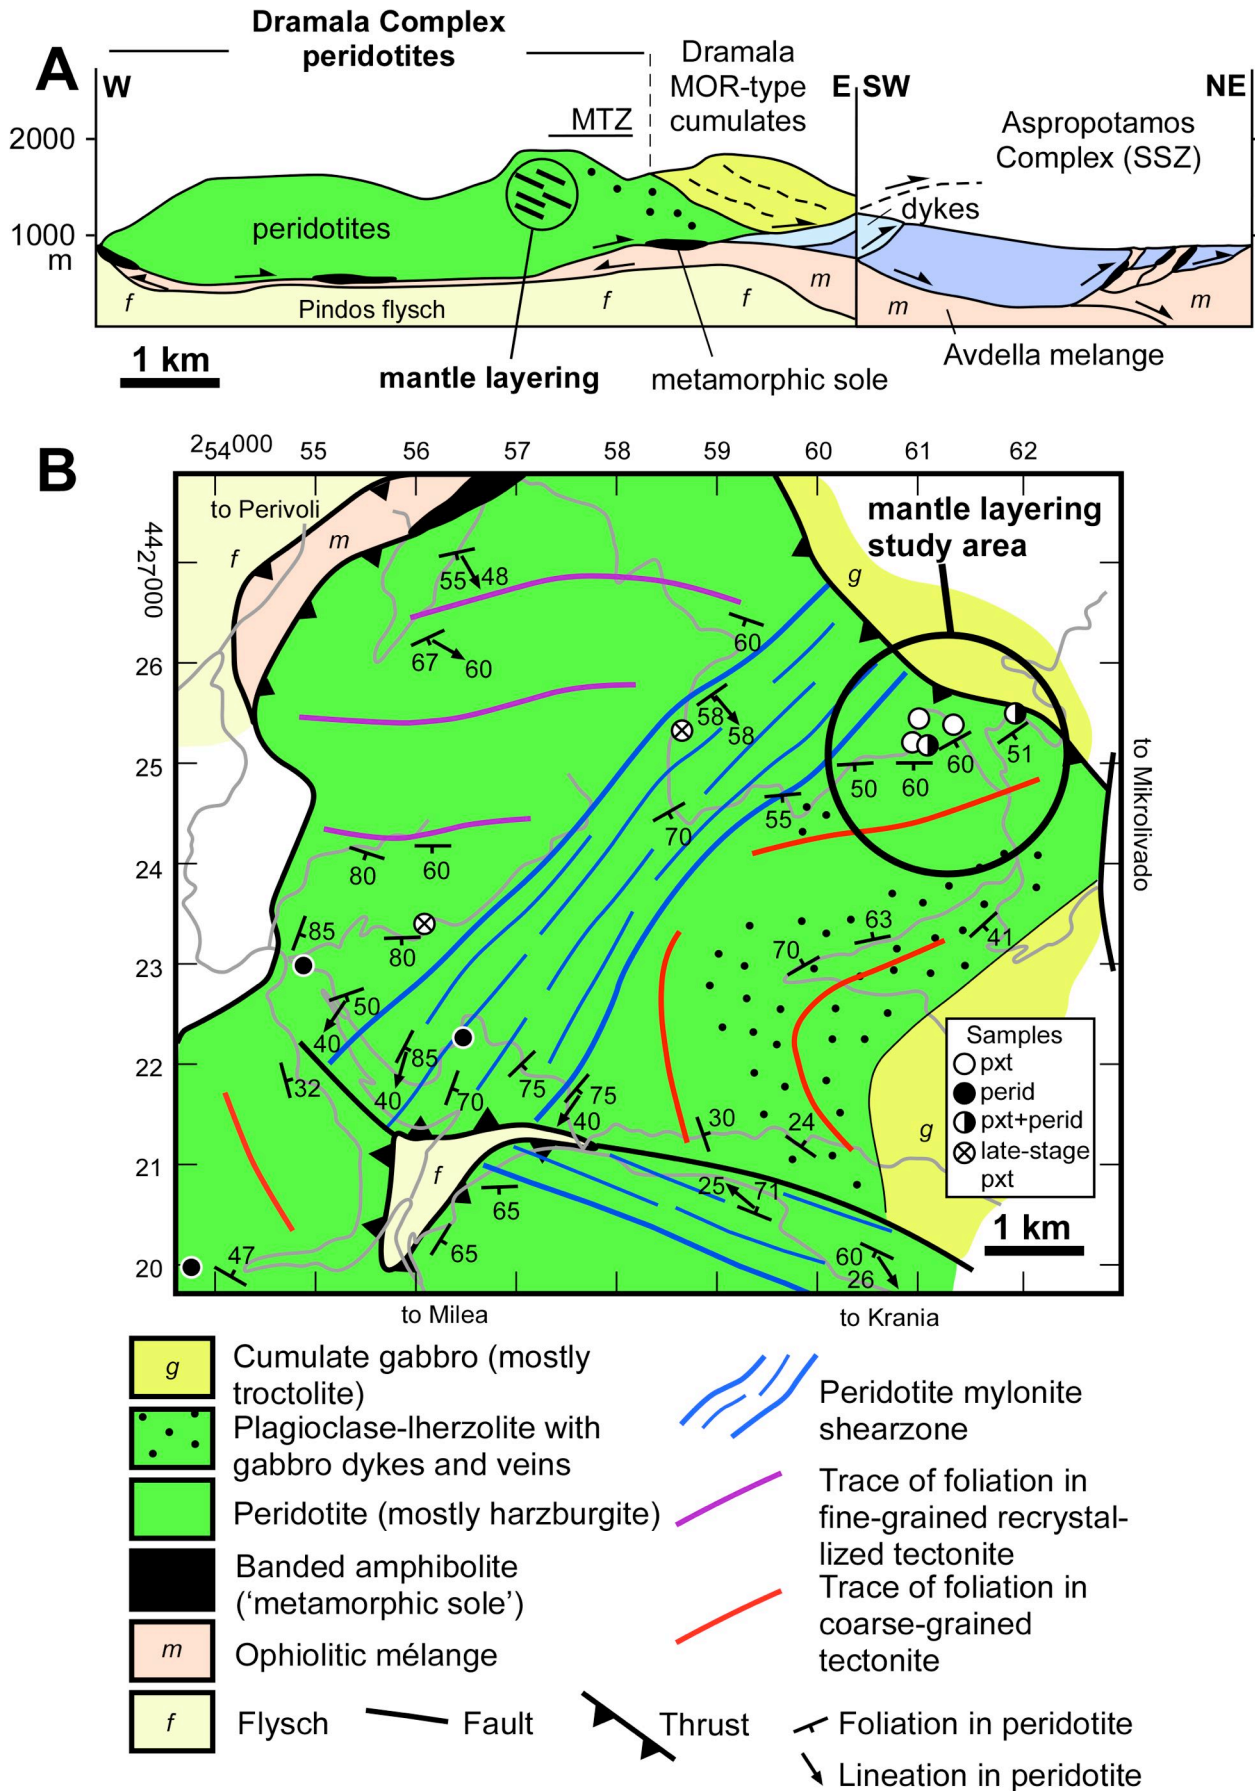 A
Dramala Complex
peridotites
W
Dramala
MOR-type
cumulates
E
SW
NE
MTZ
Aspropotamos
Complex (SSZ)
2000
1000
m
peridotites
dykes
f
Pindos flysch
f
f
m
m
m
1 km
mantle layering
metamorphic sole
Avdella melange
B
254000
55
56
57
58
59
60
61
62
to Perivoli
mantle layering
study area
4427000
f
m
g
55
48
60
67
60
26
58
58
25
50
60
60
51
to Mikrolivado
55
70
24
80
60
85
80
63
70
41
23
50
40
85
40
32
70
75
75
40
22
30
24
g
Samples
pxt
perid
pxt+perid
late-stage
pxt
21
f
25
71
65
65
60
26
1 km
20
47
to Milea
to Krania
g
Cumulate gabbro (mostly
troctolite)
Plagioclase-lherzolite with
gabbro dykes and veins
Peridotite (mostly harzburgite)
Banded amphibolite
(‘metamorphic sole’)
m
Ophiolitic mélange
f
Flysch
Fault
Thrust
Peridotite mylonite
shearzone
Trace of foliation in
fine-grained recrystal-
lized tectonite
Trace of foliation in
coarse-grained
tectonite
Foliation in peridotite
Lineation in peridotite